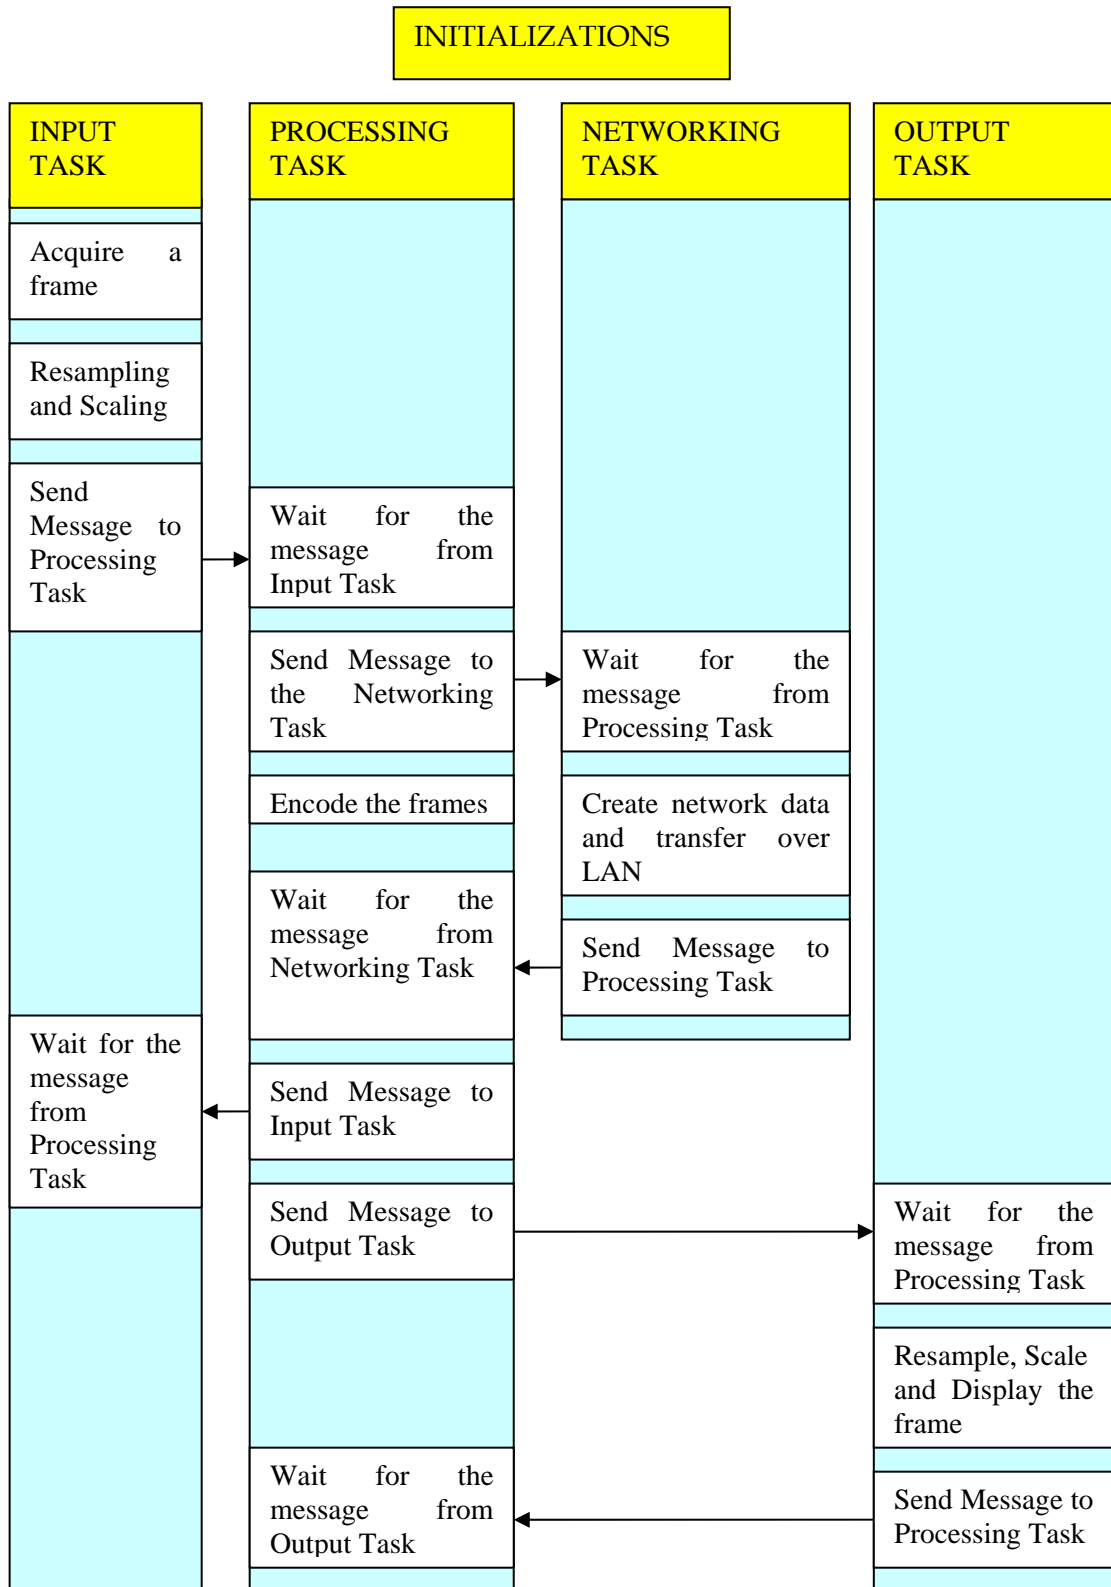 INITIALIZATIONS
INPUT
TASK
PROCESSING
TASK
NETWORKING
TASK
OUTPUT
TASK
Acquire a
frame
Resampling
and Scaling
Send
Message to
Processing
Task
Wait for the
message from
Input Task
Send Message to
the Networking
Task
Wait for the
message from
Processing Task
Encode the frames
Create network data
and transfer over
LAN
Wait for the
message from
Networking Task
Send Message to
Processing Task
Wait for the
message
from
Processing
Task
Send Message to
Input Task
Send Message to
Output Task
Wait for the
message from
Processing Task
Resample, Scale
and Display the
frame
Wait for the
message from
Output Task
Send Message to
Processing Task